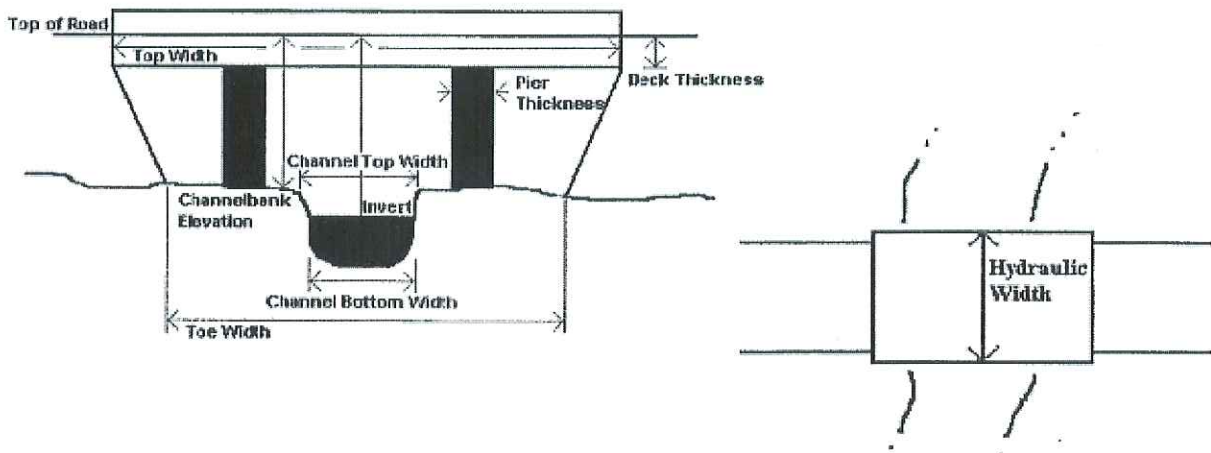 Top of Road
Top Width
Deck Thickness
Pier
Thickness
Channel Top Width
Channelbank
Elevation
Invert
Channel Bottom Width
Toe Width
Hydraulic
Width